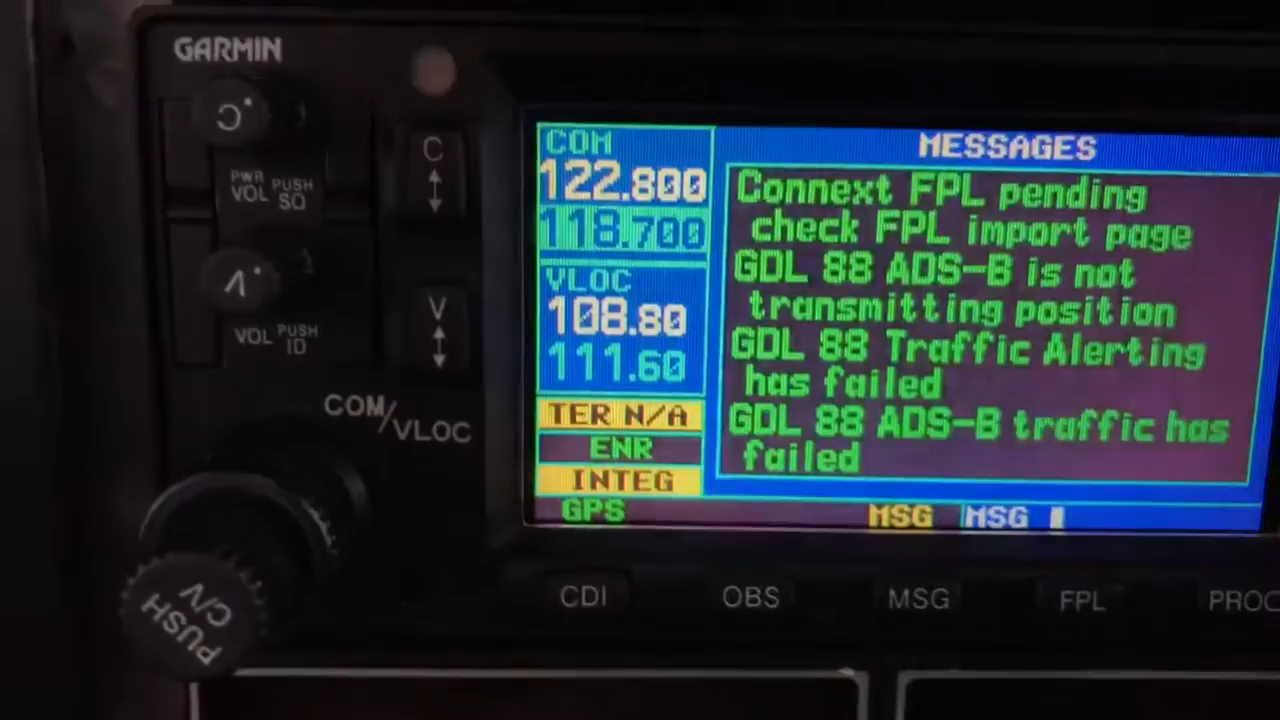 GARMIN
C
PWR
VOL PUSH
SQ
C
V
VOL PUSH
ID
V
COM/VLOC
PUSH
C/V
COM
122.800
118.700
VLOC
108.80
111.60
TER N/A
ENR
INTEG
GPS
MESSAGES
Connext FPL pending
check FPL import page
GDL 88 ADS-B is not
transmitting position
GDL 88 Traffic Alerting
has failed
GDL 88 ADS-B traffic has
failed
MSG MSG
CDI OBS MSG FPL PROC